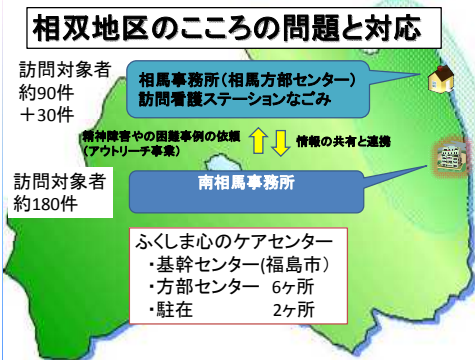 相双地区のこころの問題と対応
訪問対象者
約90件
＋30件
相馬事務所(相馬方部センター)
訪問看護ステーションなごみ
精神障害やの困難事例の依頼
(アウトリーチ事業)
情報の共有と連携
訪問対象者
約180件
南相馬事務所
ふくしま心のケアセンター
・基幹センター(福島市)
・方部センター 6ヶ所
・駐在 2ヶ所